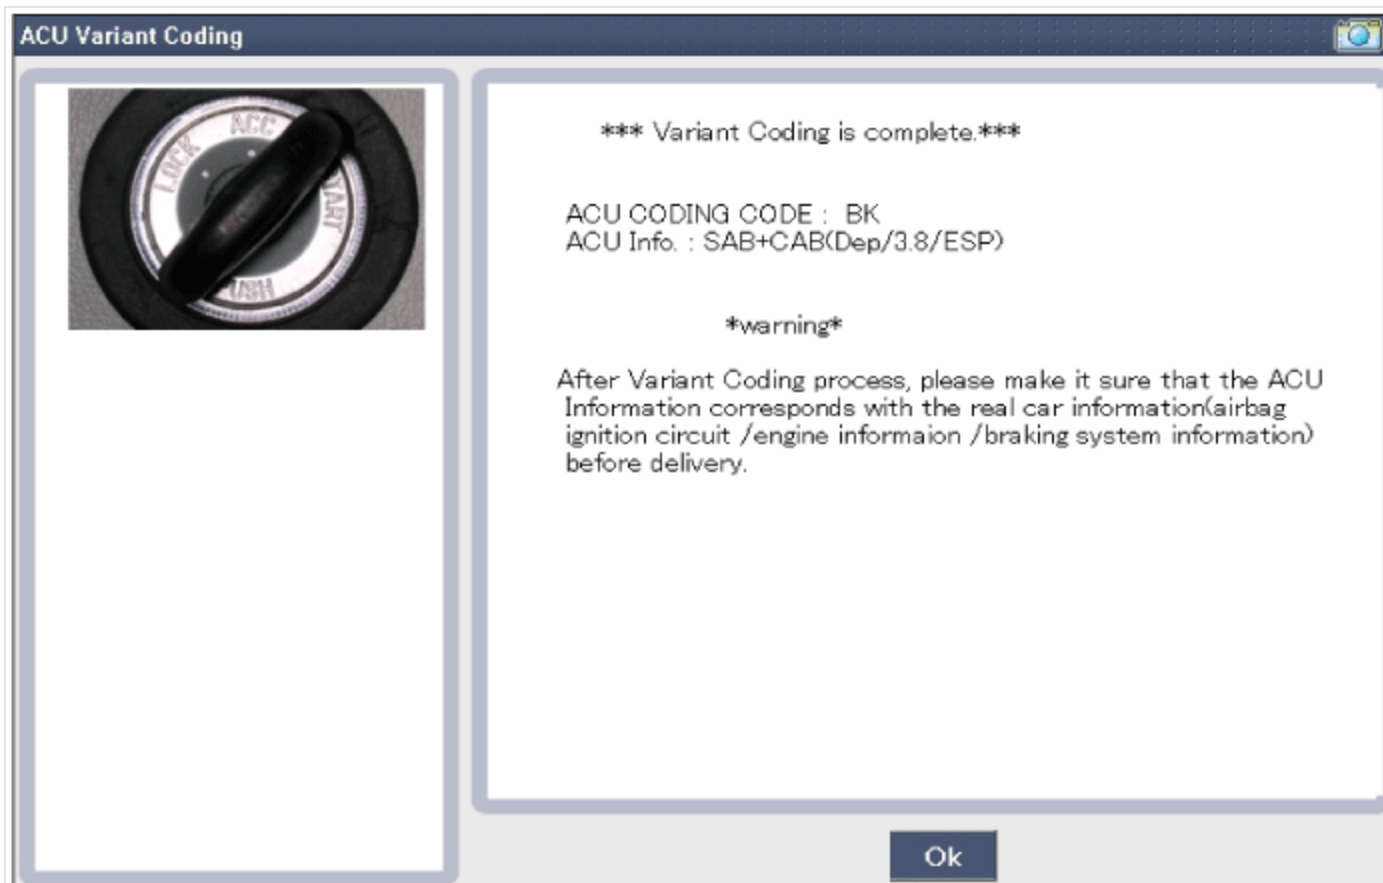 ACU Variant Coding
LOCK
ACC
START
PUSH
*** Variant Coding is complete.***
ACU CODING CODE :  BK
ACU Info. : SAB+CAB(Dep/3.8/ESP)
*warning*
After Variant Coding process, please make it sure that the ACU
Information corresponds with the real car information(airbag
ignition circuit /engine informaion /braking system information)
before delivery.
Ok